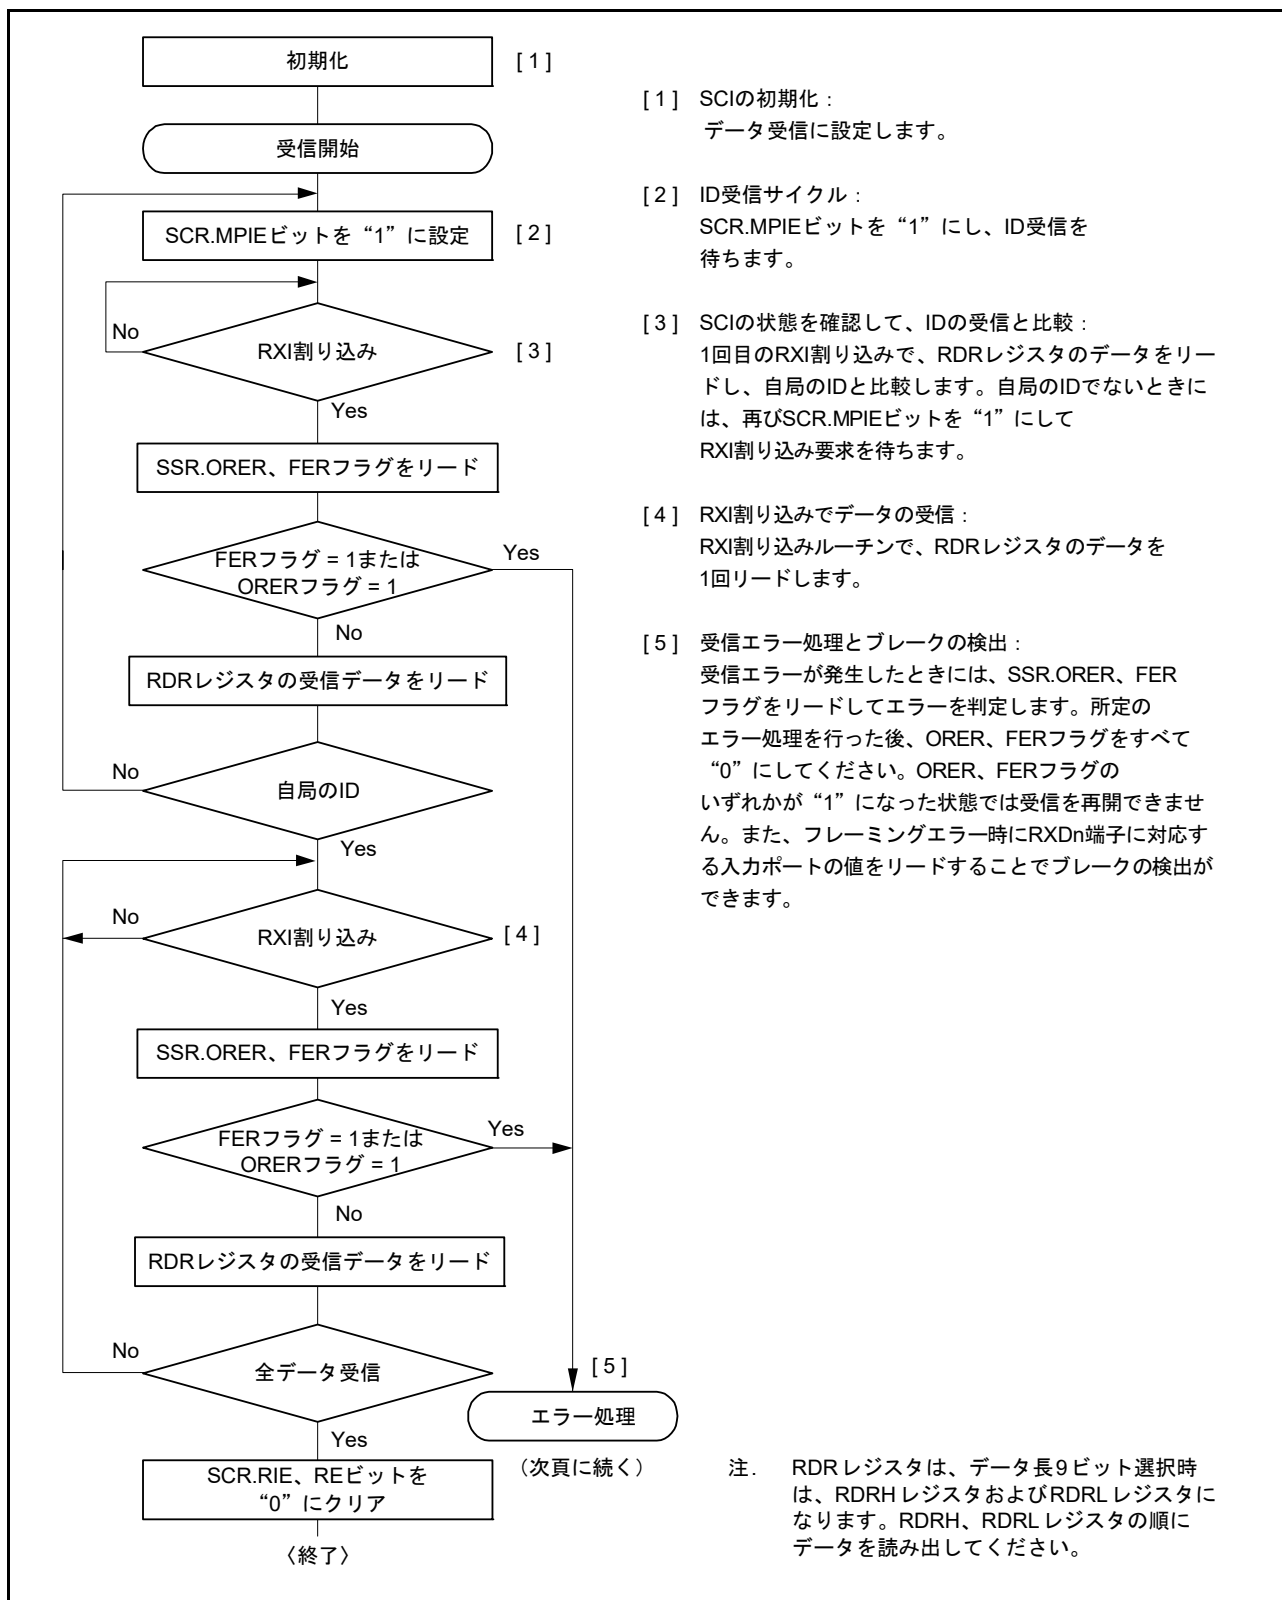 初期化
[ 1 ]
受信開始
SCR.MPIEビットを“1”に設定
[ 2 ]
No
RXI割り込み
[ 3 ]
Yes
SSR.ORER、FERフラグをリード
FERフラグ = 1または
ORERフラグ = 1
Yes
No
RDRレジスタの受信データをリード
No
自局のID
Yes
No
RXI割り込み
[ 4 ]
Yes
SSR.ORER、FERフラグをリード
FERフラグ = 1または
ORERフラグ = 1
Yes
No
RDRレジスタの受信データをリード
No
全データ受信
[ 5 ]
エラー処理
Yes
(次頁に続く)
SCR.RIE、REビットを
“0”にクリア
〈終了〉
[ 1 ] SCIの初期化:
データ受信に設定します。
[ 2 ] ID受信サイクル:
SCR.MPIEビットを“1”にし、ID受信を
待ちます。
[ 3 ] SCIの状態を確認して、IDの受信と比較:
1回目のRXI割り込みで、RDRレジスタのデータをリー
ドし、自局のIDと比較します。自局のIDでないときに
は、再びSCR.MPIEビットを“1”にして
RXI割り込み要求を待ちます。
[ 4 ] RXI割り込みでデータの受信:
RXI割り込みルーチンで、RDRレジスタのデータを
1回リードします。
[ 5 ] 受信エラー処理とブレークの検出:
受信エラーが発生したときには、SSR.ORER、FER
フラグをリードしてエラーを判定します。所定の
エラー処理を行った後、ORER、FERフラグをすべて
“0”にしてください。ORER、FERフラグの
いずれかが“1”になった状態では受信を再開できませ
ん。また、フレーミングエラー時にRXDn端子に対応す
る入力ポートの値をリードすることでブレークの検出が
できます。
注. RDRレジスタは、データ長9ビット選択時
は、RDRHレジスタおよびRDRLレジスタに
なります。RDRH、RDRLレジスタの順に
データを読み出してください。